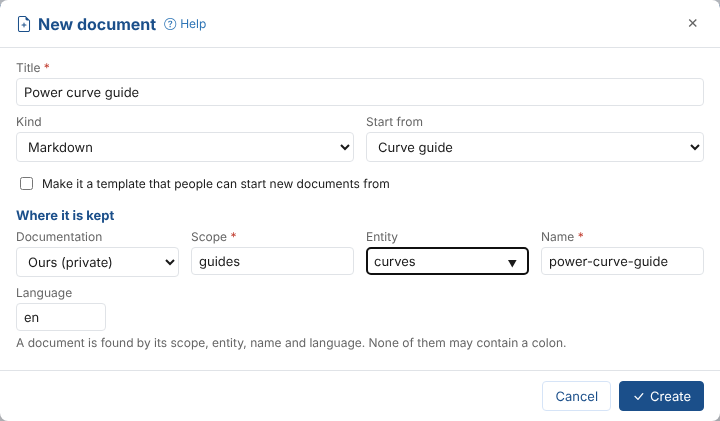 New document Help
Title *
Power curve guide
Kind
Start from
Markdown
Curve guide
Make it a template that people can start new documents from
Where it is kept
Documentation
Scope *
Entity
Name *
Ours (private)
guides
curves
power-curve-guide
Language
en
A document is found by its scope, entity, name and language. None of them may contain a colon.
Cancel
Create